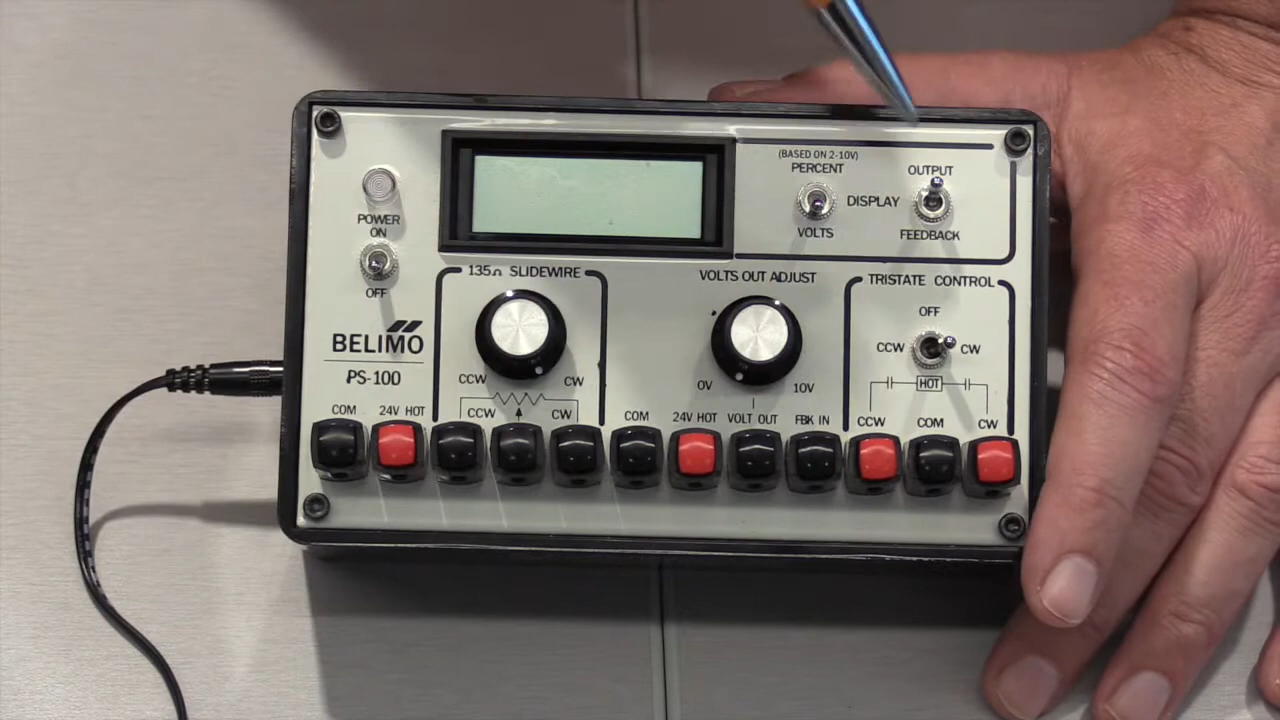 (BASED ON 2-10V)
PERCENT
OUTPUT
DISPLAY
VOLTS
FEEDBACK
POWER
ON
OFF
135Ω SLIDEWIRE
VOLTS OUT ADJUST
TRISTATE CONTROL
OFF
CCW
CW
BELIMO
PS-100
CCW
CW
0V
10V
HOT
COM
24V HOT
CCW
CW
COM
24V HOT
VOLT OUT
FBK IN
CCW
COM
CW